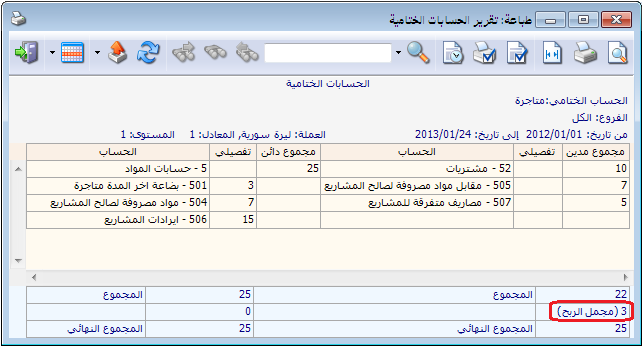 طباعة: تقرير الحسابات الختامية
الحسابات الختامية
الحساب الختامي:متاجرة
الفروع: الكل
من تاريخ: 2012/01/01 إلى تاريخ: 2013/01/24 العملة: ليرة سورية, المعادل: 1 المستوى: 1
مجموع مدين تفصيلي الحساب مجموع دائن تفصيلي الحساب
10 52 - مشتريات 25 5 - حسابات المواد
7 505 - مقابل مواد مصروفة لصالح المشاريع 3 501 - بضاعة اخر المدة متاجرة
5 507 - مصاريف متفرقة للمشاريع 7 504 - مواد مصروفة لصالح المشاريع
15 506 - ايرادات المشاريع
22 المجموع 25 المجموع
3 (مجمل الربح) 0
25 المجموع النهائي 25 المجموع النهائي